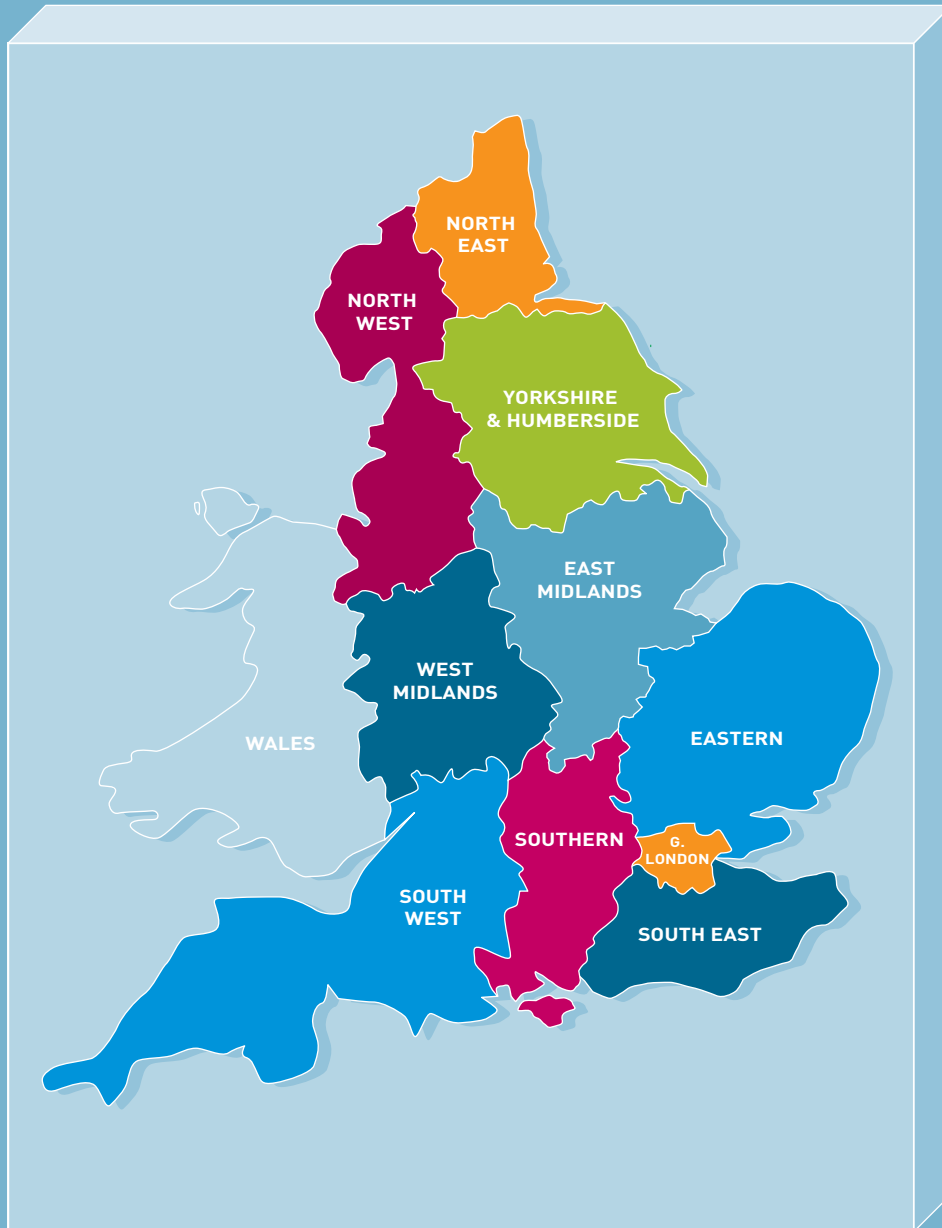 NORTH
EAST
NORTH
WEST
YORKSHIRE
& HUMBERSIDE
EAST
MIDLANDS
WEST
MIDLANDS
WALES
EASTERN
SOUTHERN
G.
LONDON
SOUTH
WEST
SOUTH EAST